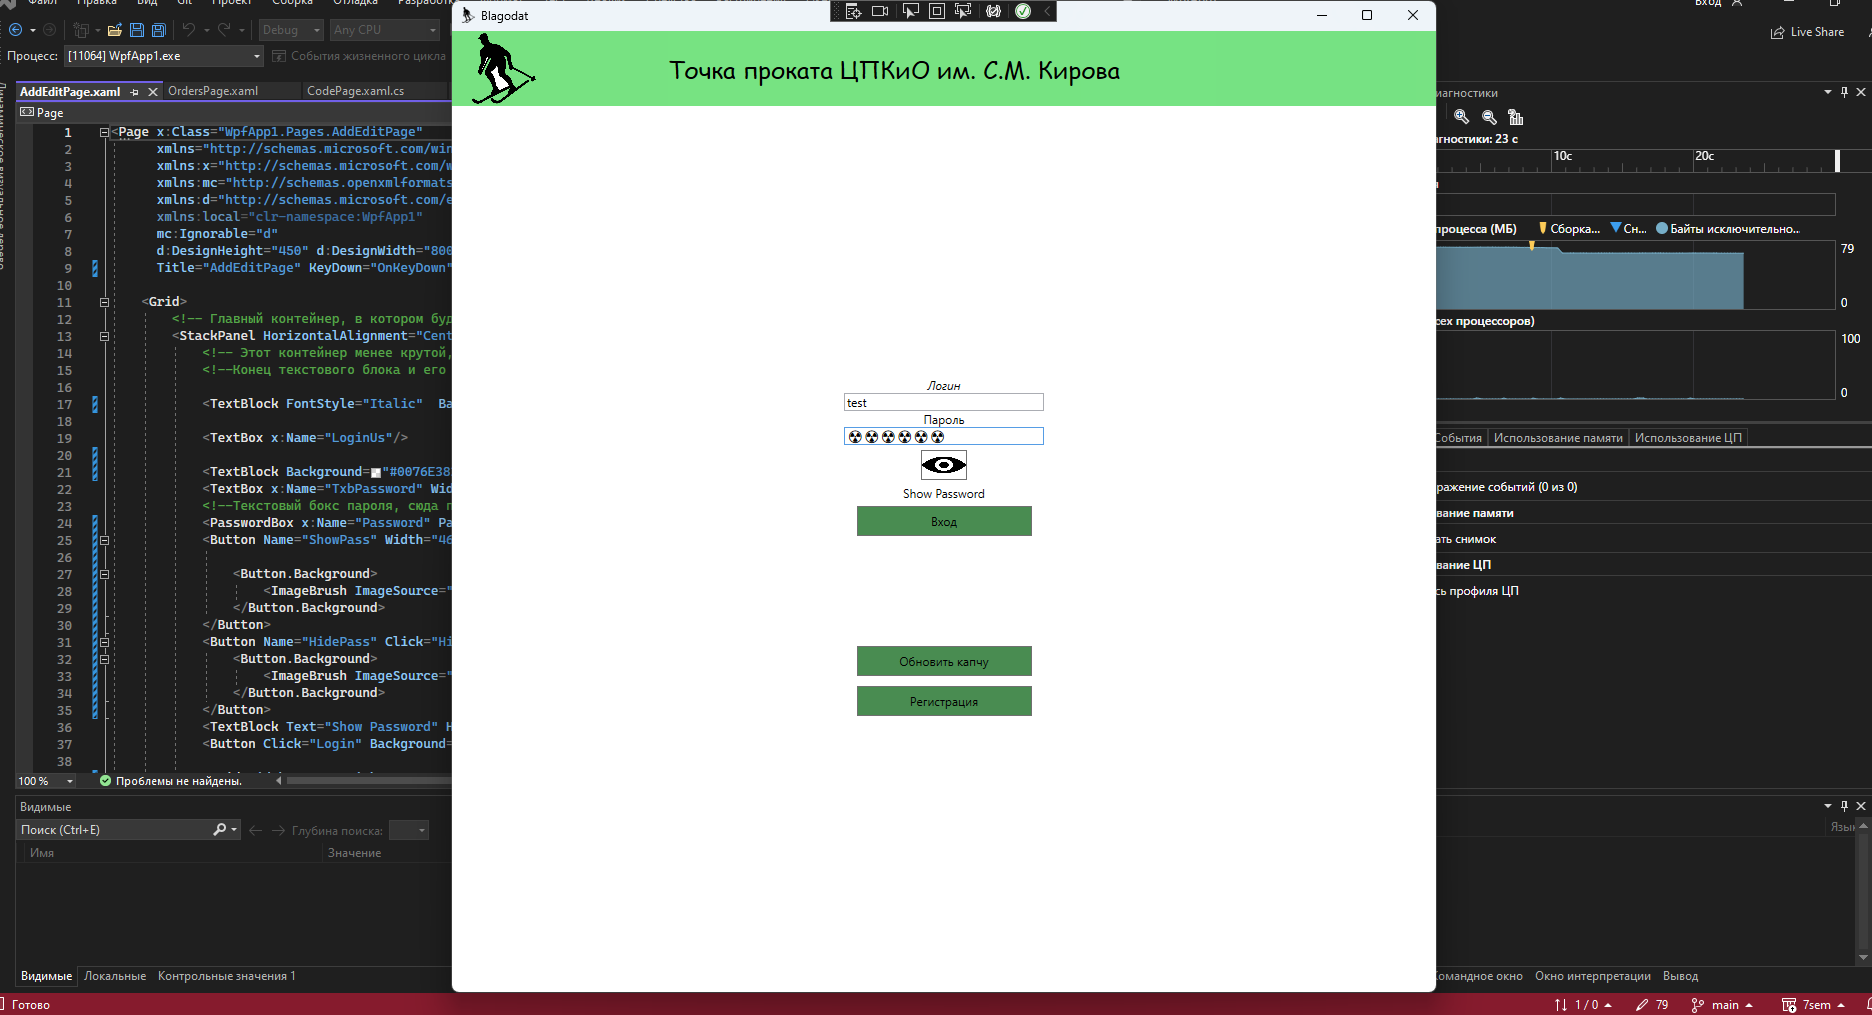 Файл Правка Вид Git Проект Сборка Отладка
Вход
Debug Any CPU
Live Share
Процесс: [11064] WpfApp1.exe События жизненного цикла
AddEditPage.xaml OrdersPage.xaml CodePage.xaml.cs
Page
1 <Page x:Class="WpfApp1.Pages.AddEditPage"
2 xmlns="http://schemas.microsoft.com/win
3 xmlns:x="http://schemas.microsoft.com/w
4 xmlns:mc="http://schemas.openxmlformats
5 xmlns:d="http://schemas.microsoft.com/e
6 xmlns:local="clr-namespace:WpfApp1"
7 mc:Ignorable="d"
8 d:DesignHeight="450" d:DesignWidth="800
9 Title="AddEditPage" KeyDown="OnKeyDown"
10
11 <Grid>
12 <!-- Главный контейнер, в котором буд
13 <StackPanel HorizontalAlignment="Cent
14 <!-- Этот контейнер менее крутой,
15 <!--Конец текстового блока и его
16
17 <TextBlock FontStyle="Italic" Ba
18
19 <TextBox x:Name="LoginUs"/>
20
21 <TextBlock Background="#0076E38
22 <TextBox x:Name="TxbPassword" Wid
23 <!--Текстовый бокс пароля, сюда п
24 <PasswordBox x:Name="Password" Pa
25 <Button Name="ShowPass" Width="46
26
27 <Button.Background>
28 <ImageBrush ImageSource="
29 </Button.Background>
30 </Button>
31 <Button Name="HidePass" Click="Hi
32 <Button.Background>
33 <ImageBrush ImageSource="
34 </Button.Background>
35 </Button>
36 <TextBlock Text="Show Password" H
37 <Button Click="Login" Background=
38
100 % Проблемы не найдены.
Видимые
Поиск (Ctrl+E) Глубина поиска:
Имя Значение
Видимые Локальные Контрольные значения 1
Готово
Blagodat
Точка проката ЦПКиО им. С.М. Кирова
Логин
test
Пароль
Show Password
Вход
Обновить капчу
Регистрация
иагностики
гностики: 23 с
10с 20с
процесса (МБ) Сборка... Сн... Байты исключительно...
79
0
сех процессоров)
100
0
События Использование памяти Использование ЦП
ражение событий (0 из 0)
вание памяти
ать снимок
вание ЦП
сь профиля ЦП
Язык
Командное окно Окно интерпретации Вывод
1 / 0 79 main 7sem